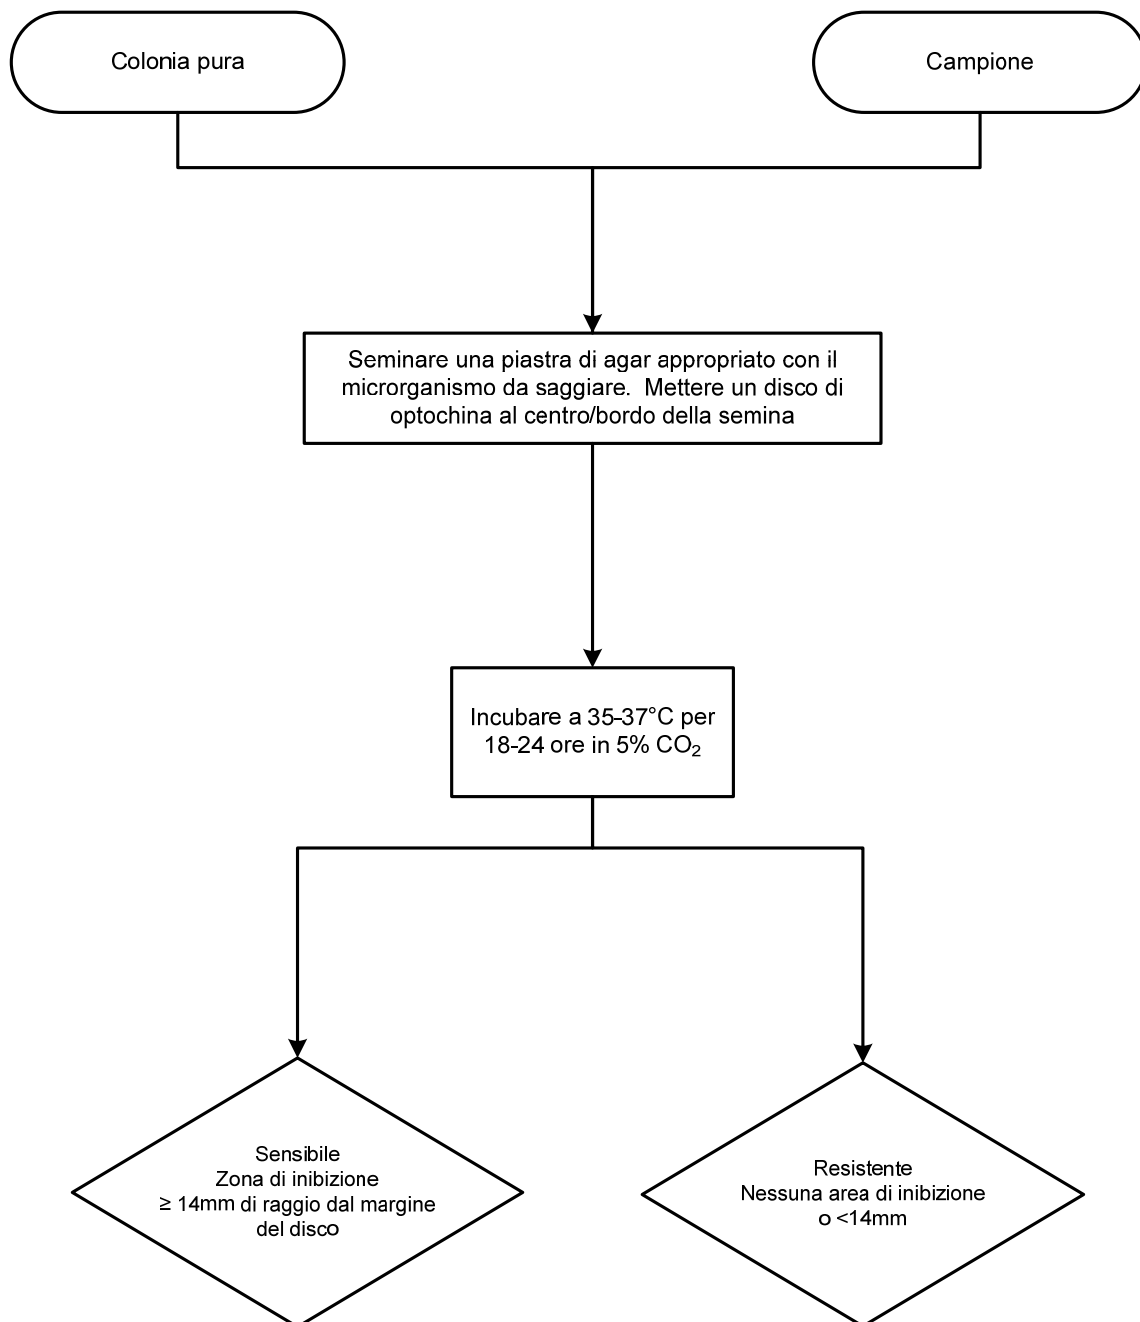 Colonia pura
Campione
Seminare una piastra di agar appropriato con il
microrganismo da saggiare. Mettere un disco di
optochina al centro/bordo della semina
Incubare a 35-37°C per
18-24 ore in 5% CO₂
Sensibile
Zona di inibizione
≥ 14mm di raggio dal margine
del disco
Resistente
Nessuna area di inibizione
o <14mm